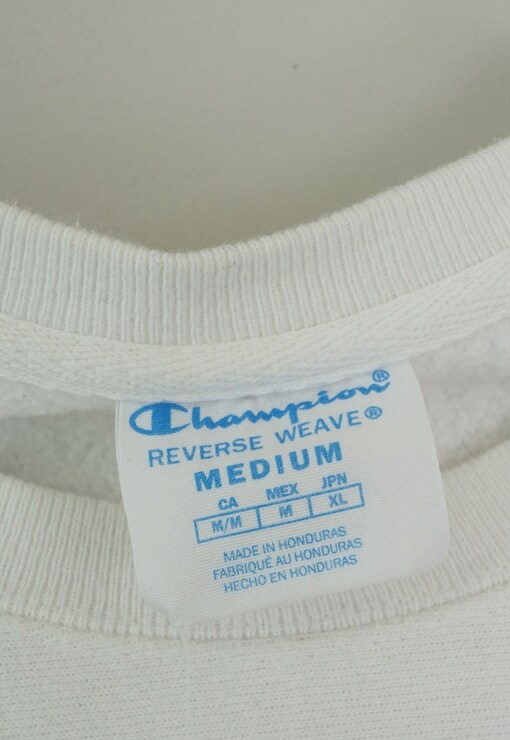 Champion®
REVERSE WEAVE®
MEDIUM
CA MEX JPN
M/M M XL
MADE IN HONDURAS
FABRIQUÉ AU HONDURAS
HECHO EN HONDURAS